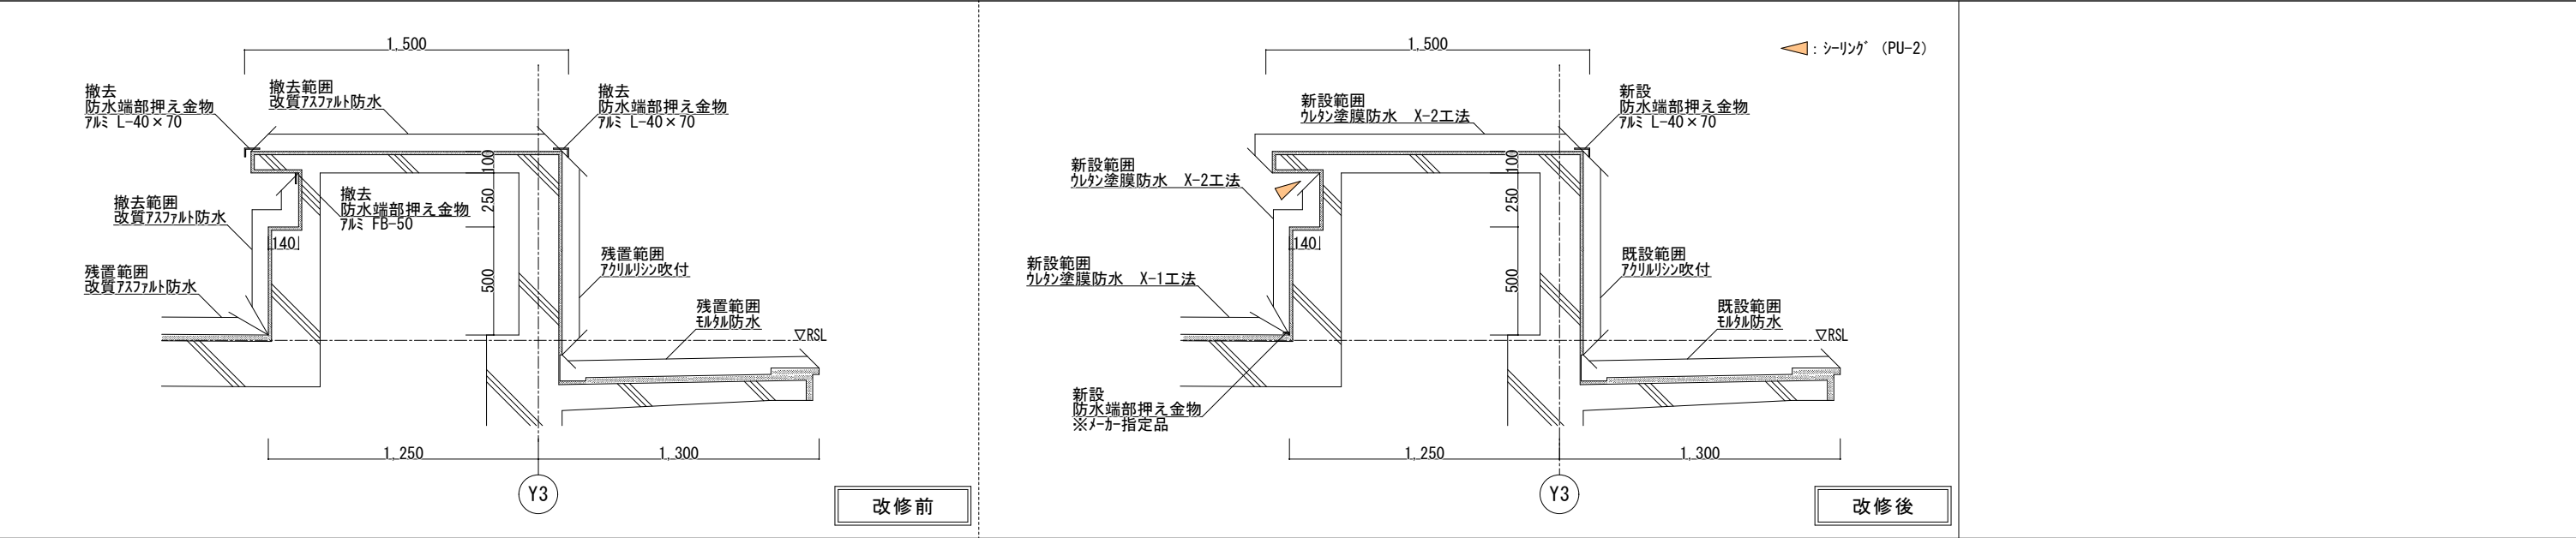 1,500
撤去
防水端部押え金物
ｱﾙﾐ L-40×70
撤去範囲
改質ｱｽﾌｧﾙﾄ防水
撤去
防水端部押え金物
ｱﾙﾐ L-40×70
100
250
500
撤去
防水端部押え金物
ｱﾙﾐ FB-50
撤去範囲
改質ｱｽﾌｧﾙﾄ防水
140
残置範囲
改質ｱｽﾌｧﾙﾄ防水
残置範囲
ｱｸﾘﾙﾘｼﾝ吹付
残置範囲
ﾓﾙﾀﾙ防水
▽RSL
1,250
1,300
Y3
改修前
1,500
：ｼｰﾘﾝｸﾞ (PU-2)
新設範囲
ｳﾚﾀﾝ塗膜防水　X-2工法
新設
防水端部押え金物
ｱﾙﾐ L-40×70
100
250
500
新設範囲
ｳﾚﾀﾝ塗膜防水　X-2工法
140
新設範囲
ｳﾚﾀﾝ塗膜防水　X-1工法
既設範囲
ｱｸﾘﾙﾘｼﾝ吹付
既設範囲
ﾓﾙﾀﾙ防水
▽RSL
新設
防水端部押え金物
※ﾒｰｶｰ指定品
1,250
1,300
Y3
改修後